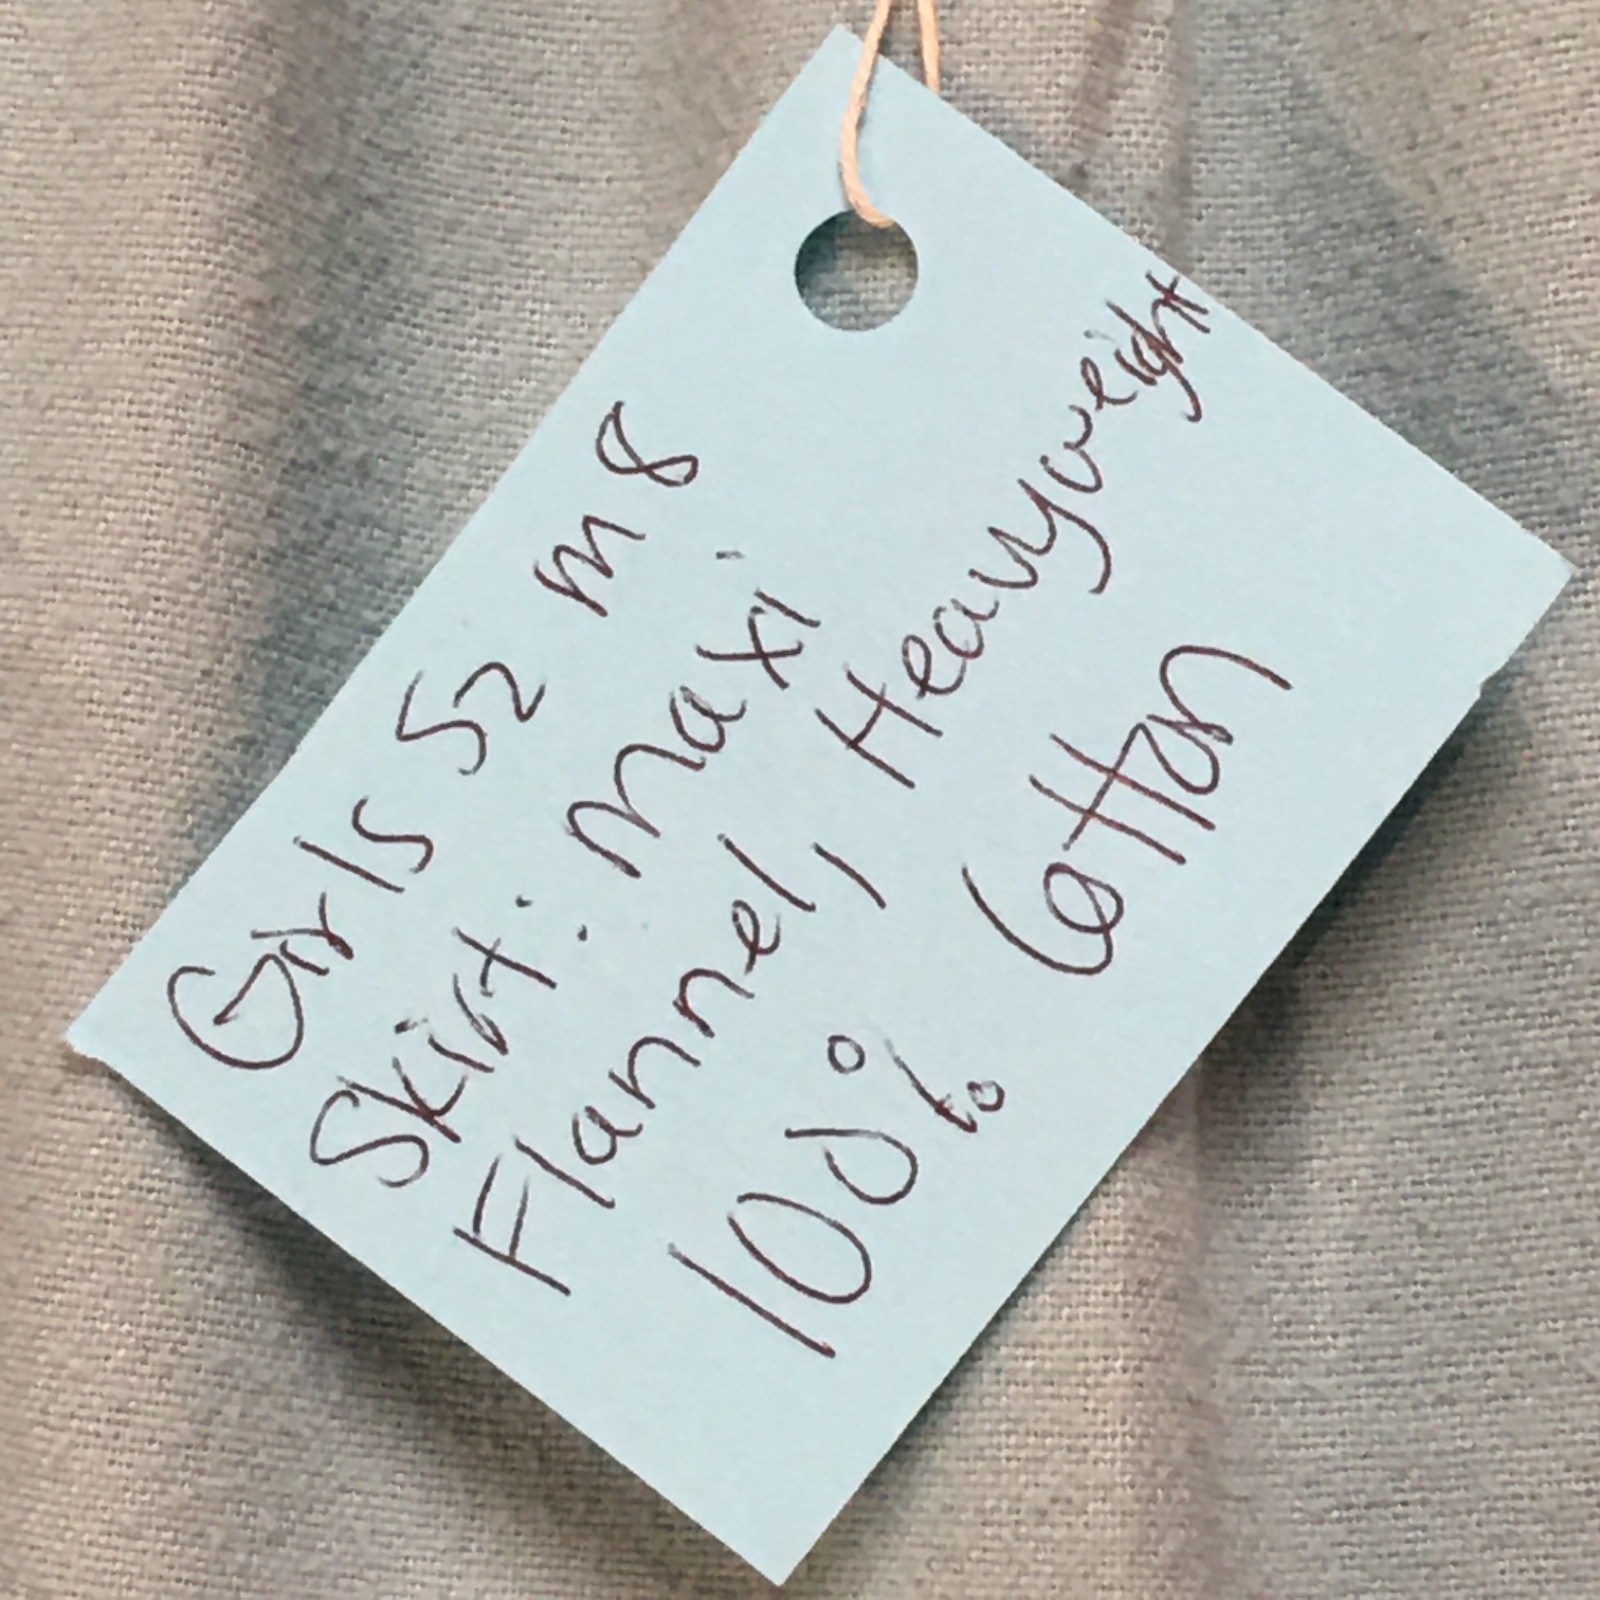 Girls Sz M 8
Skirt: Maxi
Flannel, Heavyweight
100% Cotton